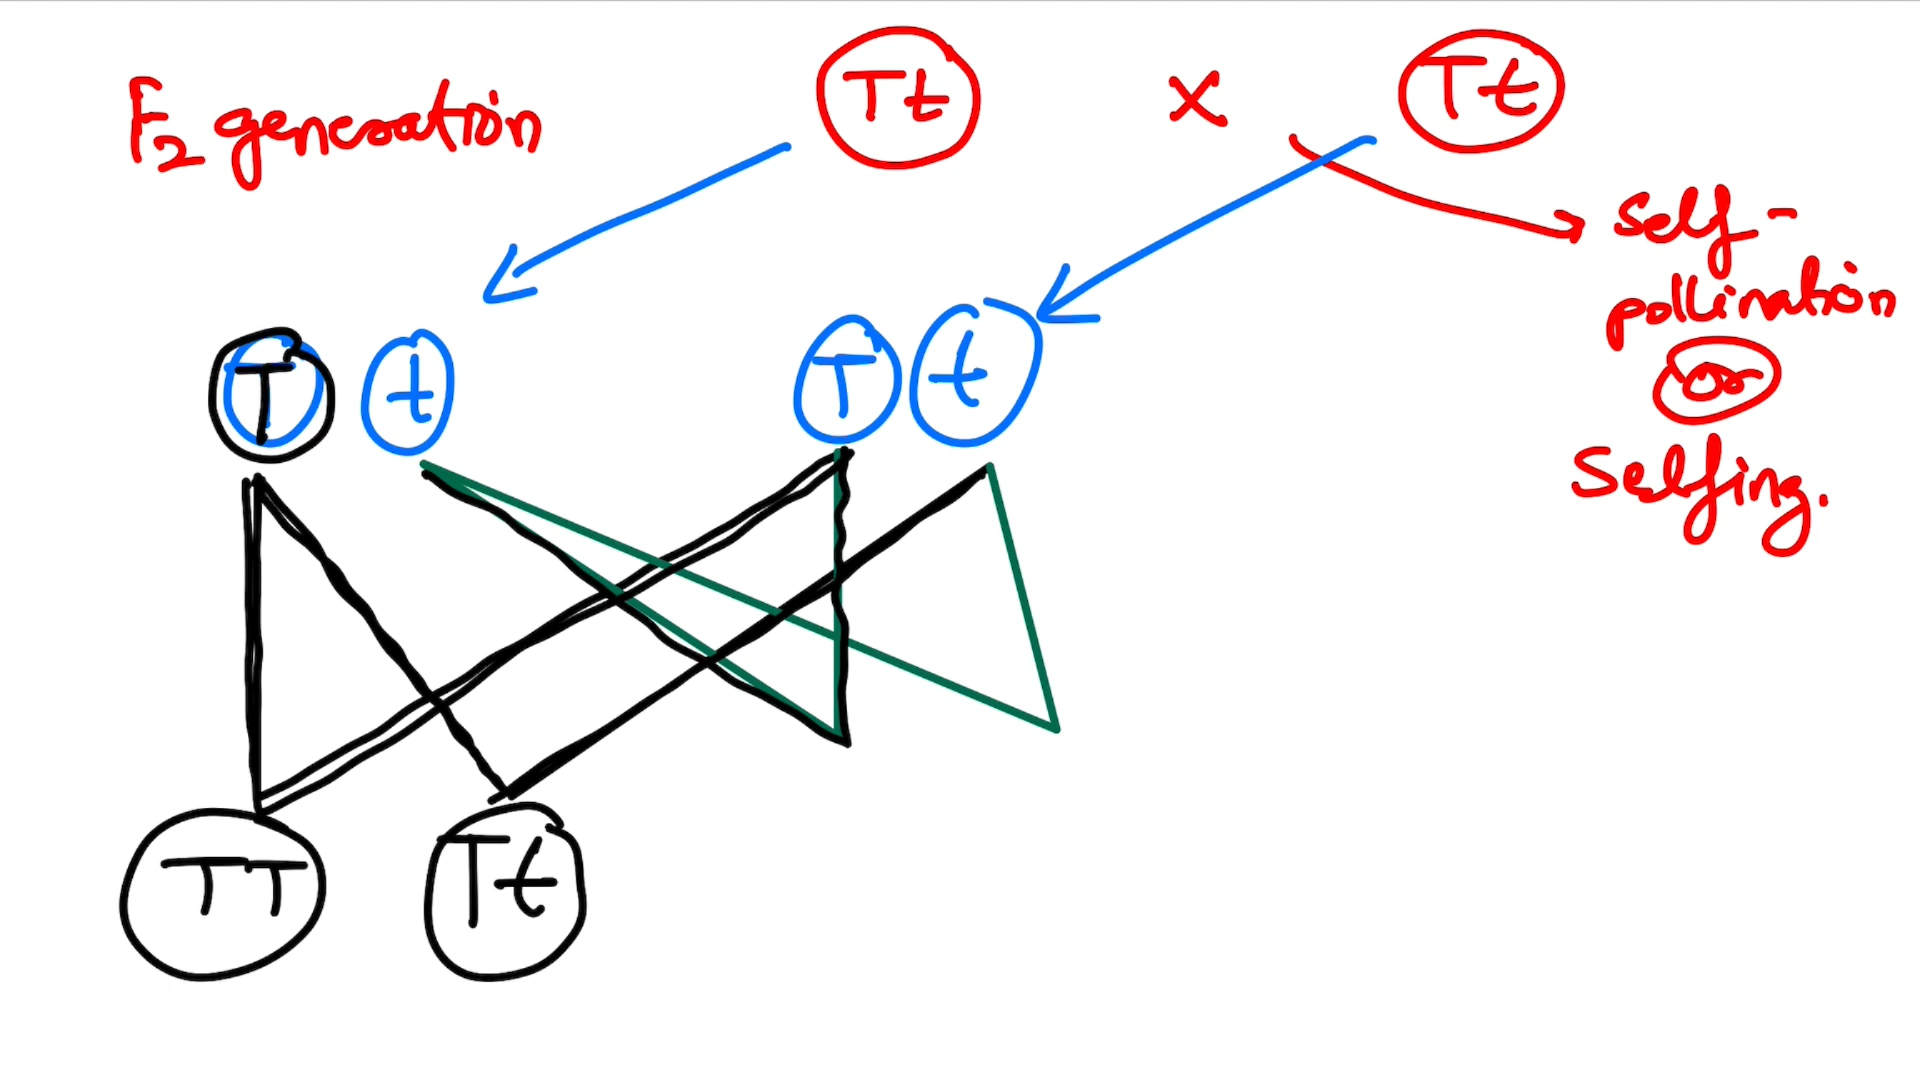 F2 generation Tt x Tt
self-
pollination
or
Selfing.
T t T t
TT Tt